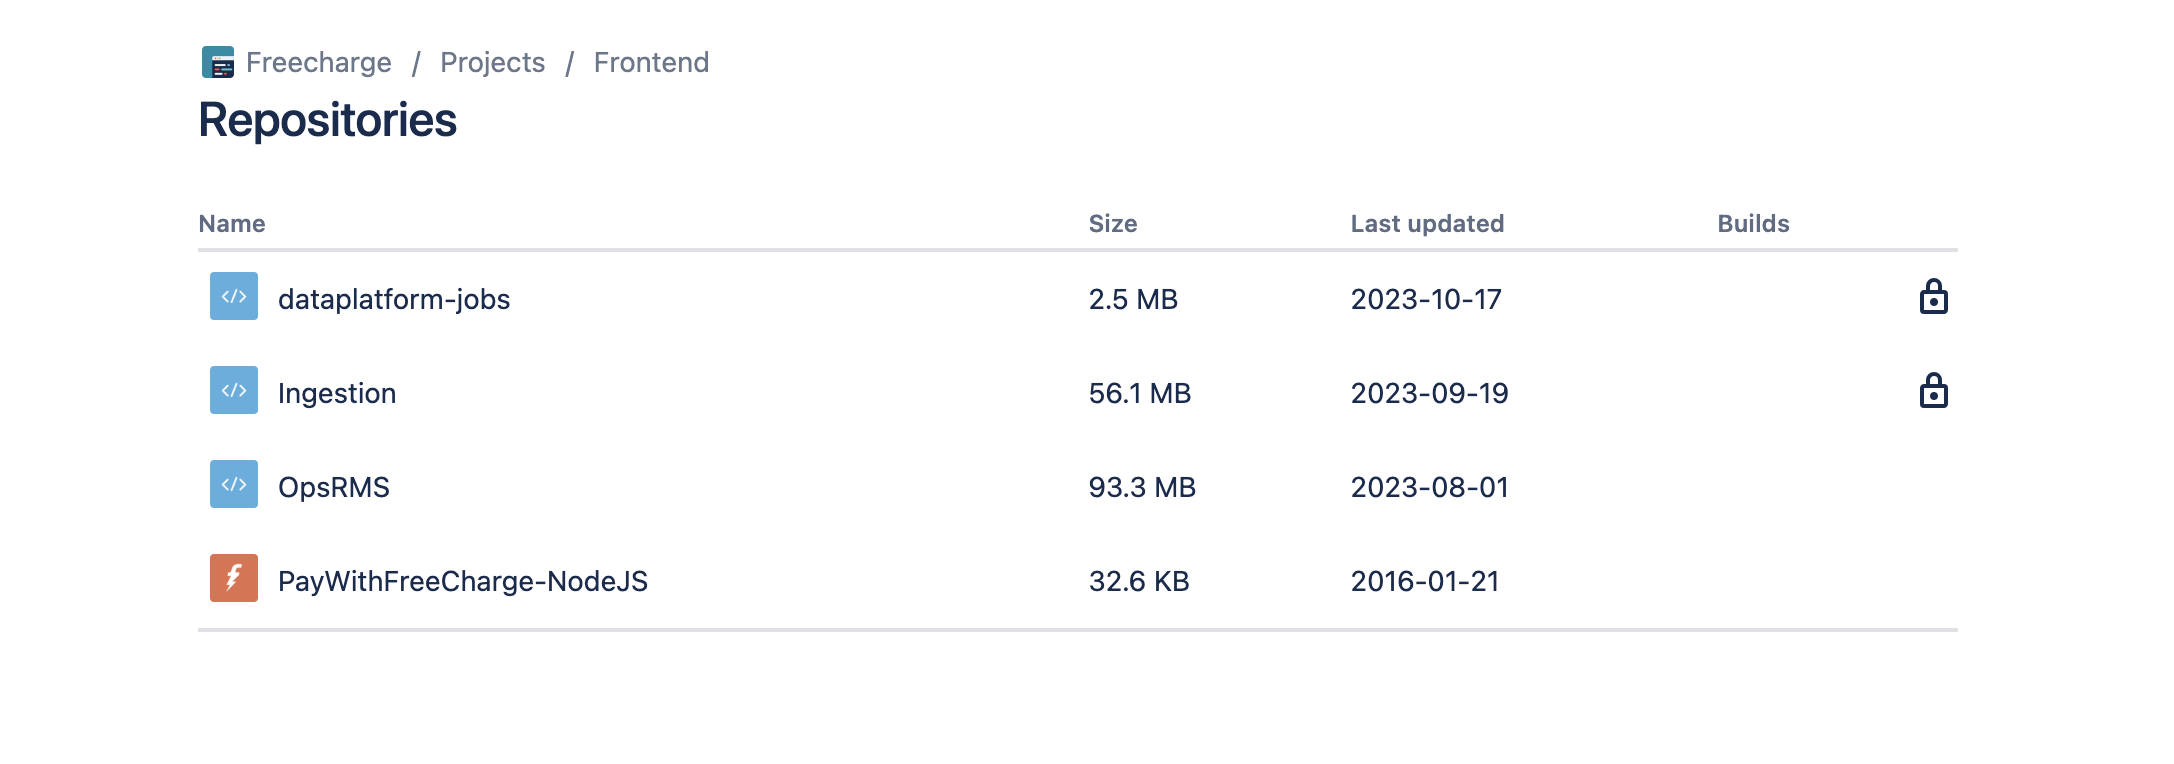 Freecharge / Projects / Frontend
Repositories
Name Size Last updated Builds
</> dataplatform-jobs 2.5 MB 2023-10-17
</> Ingestion 56.1 MB 2023-09-19
</> OpsRMS 93.3 MB 2023-08-01
PayWithFreeCharge-NodeJS 32.6 KB 2016-01-21